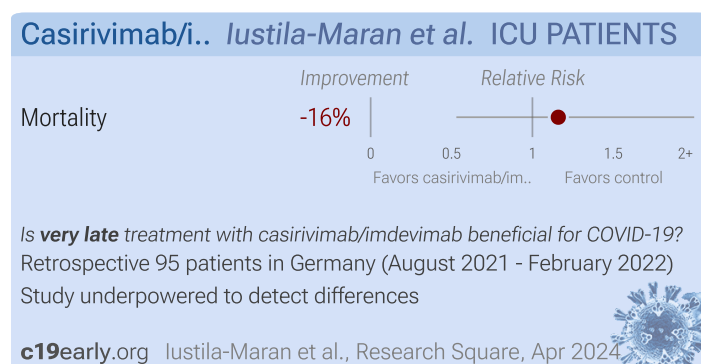 Casirivimab/i.. Iustila-Maran et al. ICU PATIENTS
Improvement Relative Risk
Mortality -16%
0 0.5 1 1.5 2+
Favors casirivimab/im.. Favors control
Is very late treatment with casirivimab/imdevimab beneficial for COVID-19?
Retrospective 95 patients in Germany (August 2021 - February 2022)
Study underpowered to detect differences
c19early.org Iustila-Maran et al., Research Square, Apr 2024